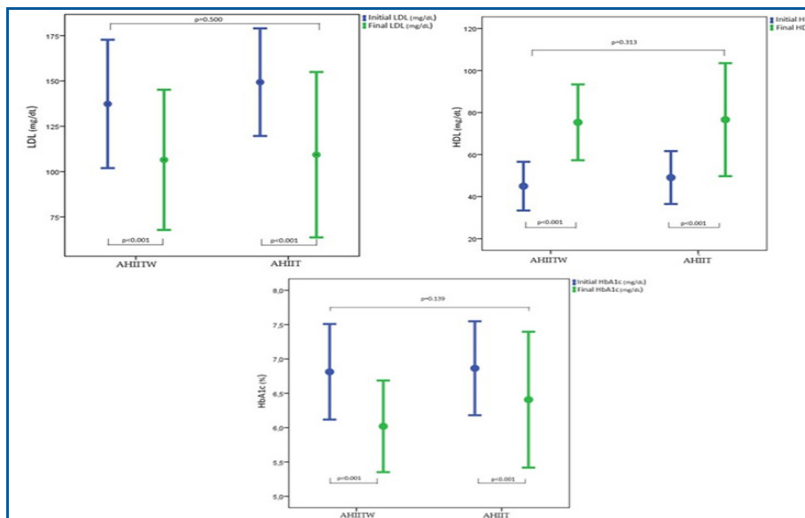 p=0.500
Initial LDL (mg/dL)
Final LDL (mg/dL)
175
150
125
100
75
LDL (mg/dL)
p<0.001
p<0.001
AHIITW
AHIIT
Initial H
Final HD
p=0.313
120
100
80
60
40
20
HDL (mg/dL)
p<0.001
p<0.001
AHIITW
AHIIT
Initial HbA1c (mg/dL)
Final HbA1c (mg/dL)
p=0.139
8,0
7,5
7,0
6,5
6,0
5,5
5,0
HbA1c (%)
p<0.001
p<0.001
AHIITW
AHIIT